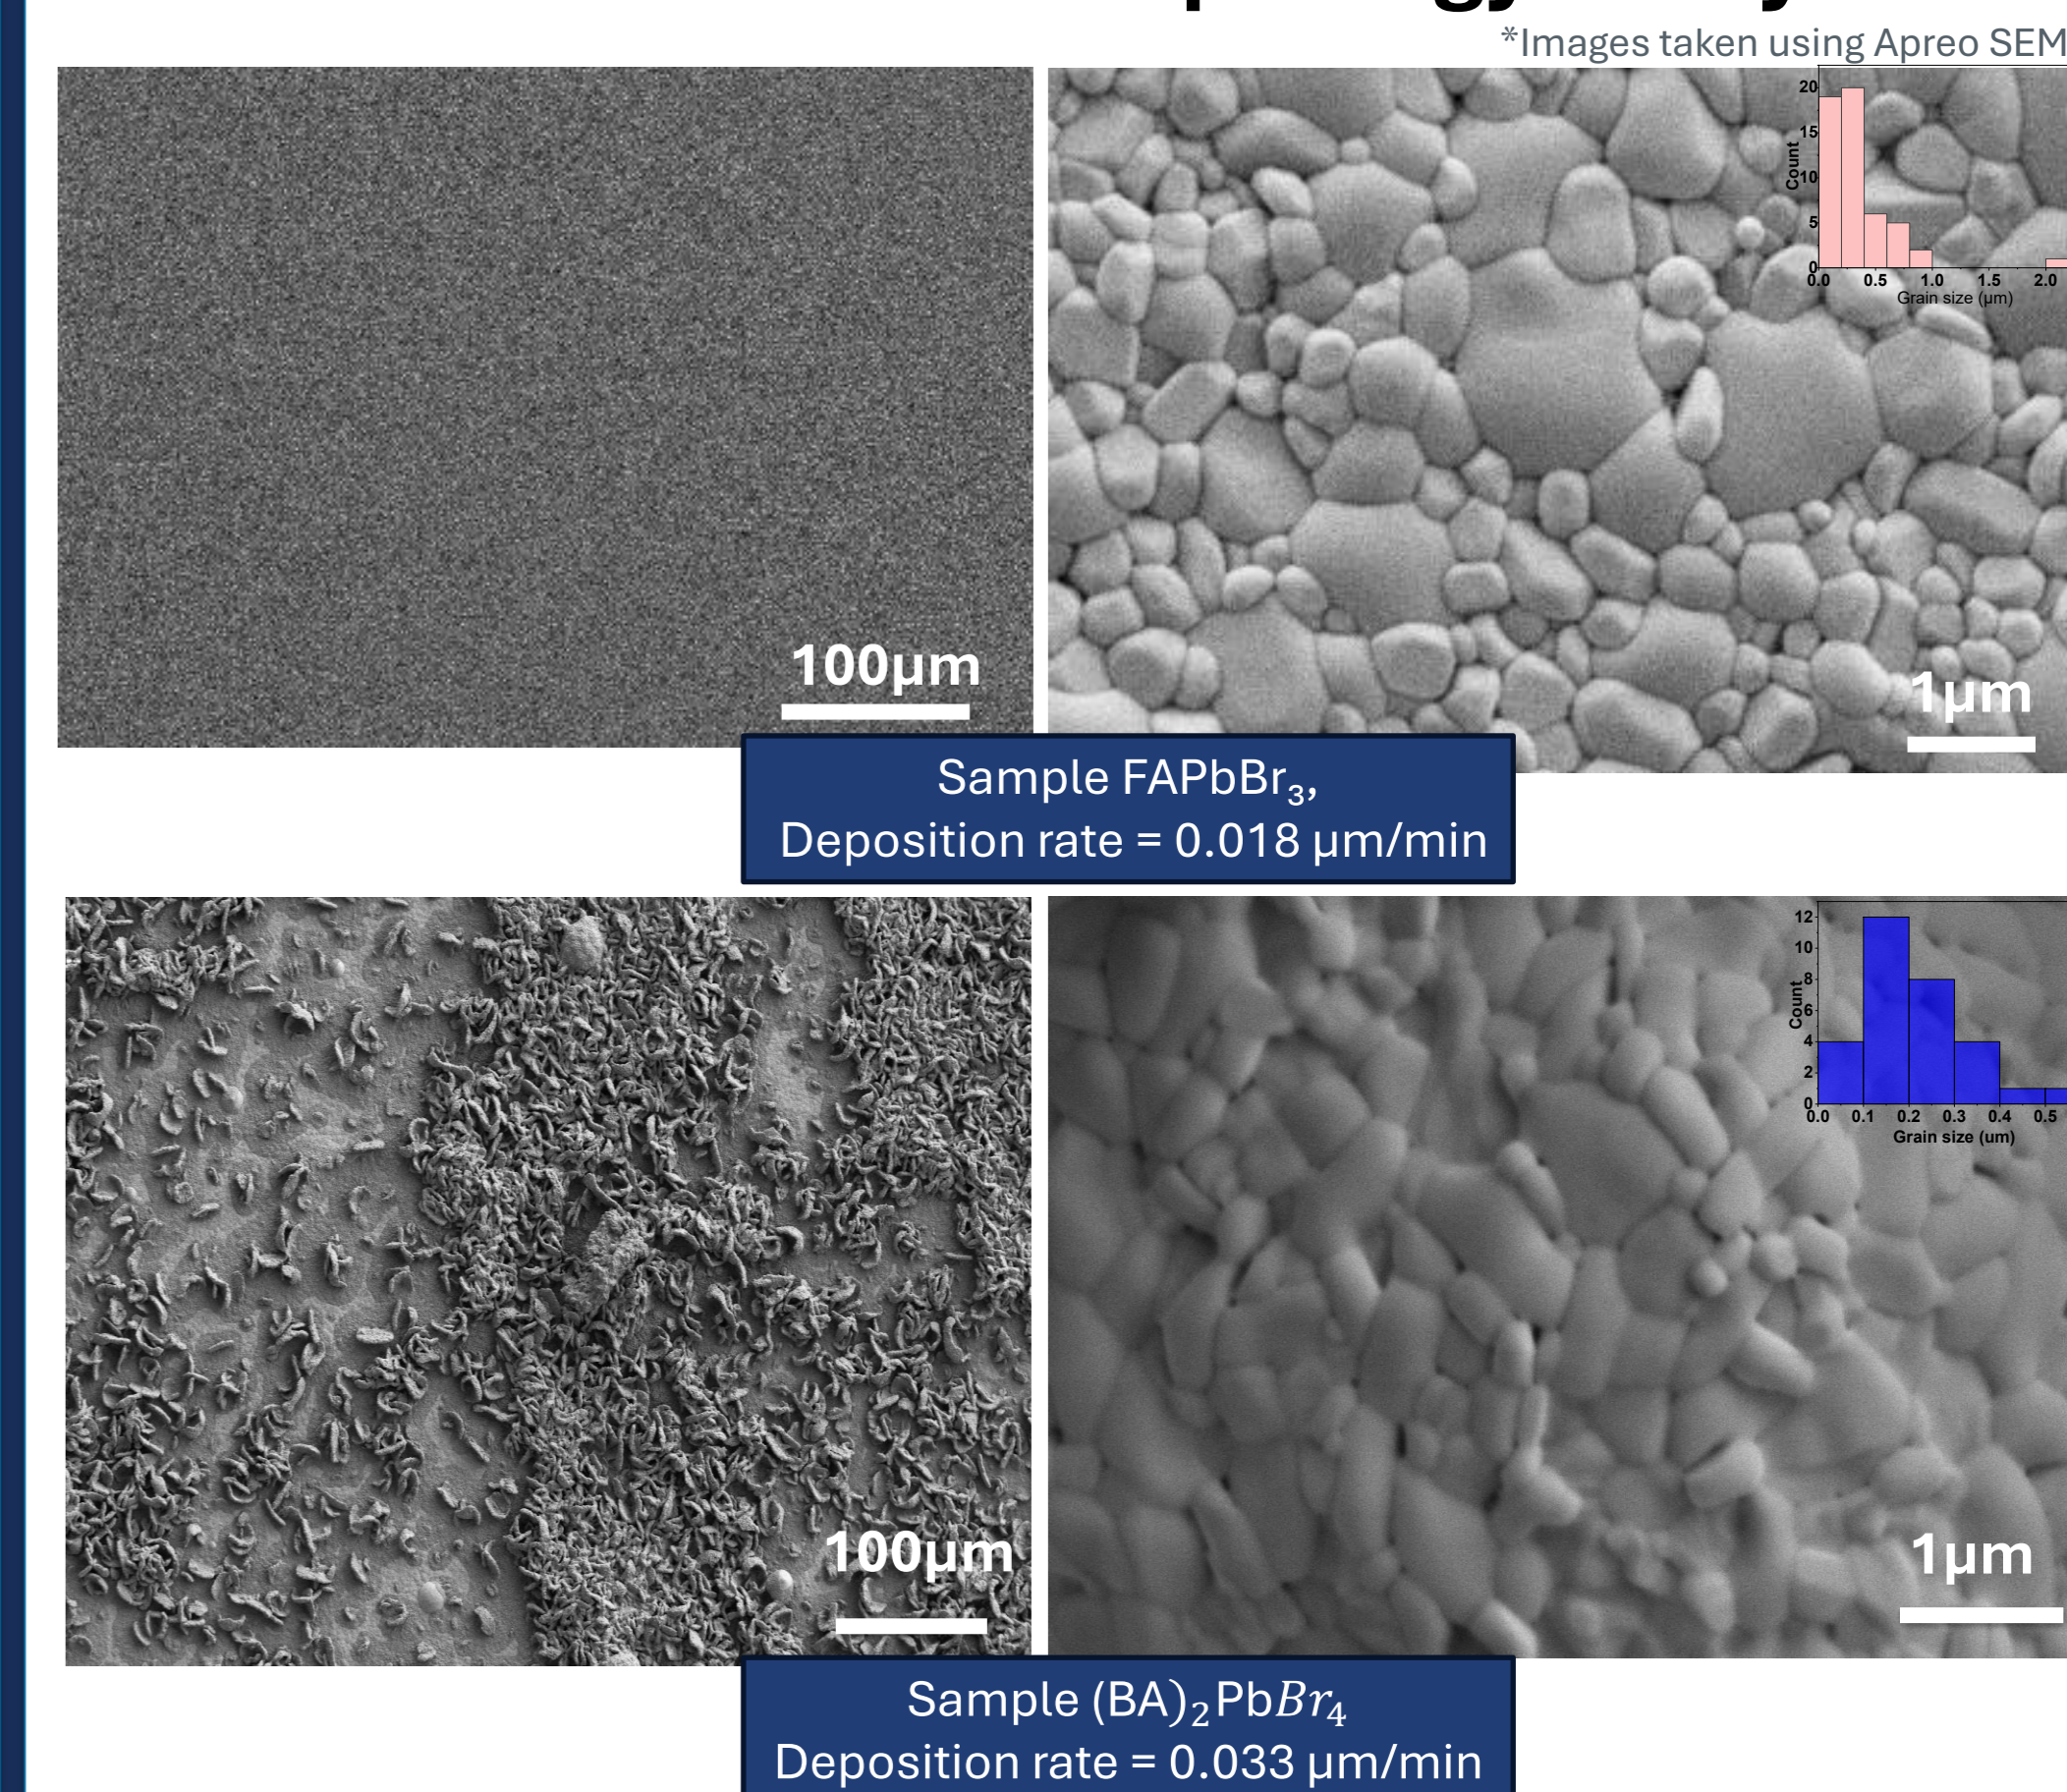 *Images taken using Apreo SEM
100µm
20
15
10
5
0
Count
0.0 0.5 1.0 1.5 2.0
Grain size (µm)
1µm
Sample FAPbBr₃,
Deposition rate = 0.018 µm/min
100µm
12
10
8
6
4
2
0
Count
0.0 0.1 0.2 0.3 0.4 0.5
Grain size (um)
1µm
Sample (BA)₂PbBr₄
Deposition rate = 0.033 µm/min